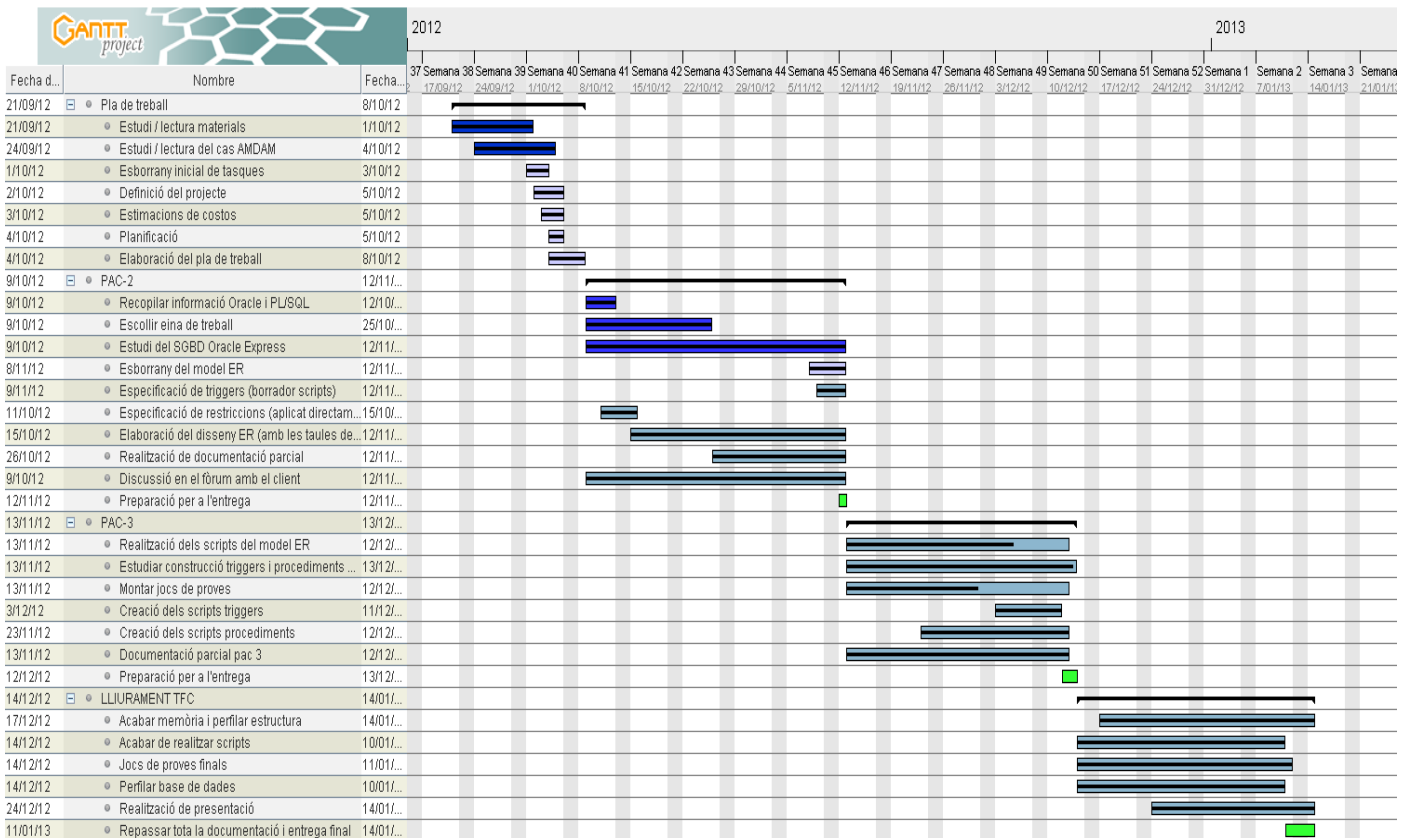 GANTT project
2012 2013
Fecha d... Nombre Fecha...
37 Semana 38 Semana 39 Semana 40 Semana 41 Semana 42 Semana 43 Semana 44 Semana 45 Semana 46 Semana 47 Semana 48 Semana 49 Semana 50 Semana 51 Semana 52 Semana 1 Semana 2 Semana 3 Semana
2 17/09/12 24/09/12 1/10/12 8/10/12 15/10/12 22/10/12 29/10/12 5/11/12 12/11/12 19/11/12 26/11/12 3/12/12 10/12/12 17/12/12 24/12/12 31/12/12 7/01/13 14/01/13 21/01/13
21/09/12 Pla de treball 8/10/12
21/09/12 Estudi / lectura materials 1/10/12
24/09/12 Estudi / lectura del cas AMDAM 4/10/12
1/10/12 Esborrany inicial de tasques 3/10/12
2/10/12 Definició del projecte 5/10/12
3/10/12 Estimacions de costos 5/10/12
4/10/12 Planificació 5/10/12
4/10/12 Elaboració del pla de treball 8/10/12
9/10/12 PAC-2 12/11/...
9/10/12 Recopilar informació Oracle i PL/SQL 12/10/...
9/10/12 Escollir eina de treball 25/10/...
9/10/12 Estudi del SGBD Oracle Express 12/11/...
8/11/12 Esborrany del model ER 12/11/...
9/11/12 Especificació de triggers (borrador scripts) 12/11/...
11/10/12 Especificació de restriccions (aplicat directam... 15/10/...
15/10/12 Elaboració del disseny ER (amb les taules de... 12/11/...
26/10/12 Realització de documentació parcial 12/11/...
9/10/12 Discussió en el fòrum amb el client 12/11/...
12/11/12 Preparació per a l'entrega 12/11/...
13/11/12 PAC-3 13/12/...
13/11/12 Realització dels scripts del model ER 12/12/...
13/11/12 Estudiar construcció triggers i procediments ... 13/12/...
13/11/12 Montar jocs de proves 12/12/...
3/12/12 Creació dels scripts triggers 11/12/...
23/11/12 Creació dels scripts procediments 12/12/...
13/11/12 Documentació parcial pac 3 12/12/...
12/12/12 Preparació per a l'entrega 13/12/...
14/12/12 LLIURAMENT TFC 14/01/...
17/12/12 Acabar memòria i perfilar estructura 14/01/...
14/12/12 Acabar de realitzar scripts 10/01/...
14/12/12 Jocs de proves finals 11/01/...
14/12/12 Perfilar base de dades 10/01/...
24/12/12 Realització de presentació 14/01/...
11/01/13 Repassar tota la documentació i entrega final 14/01/...